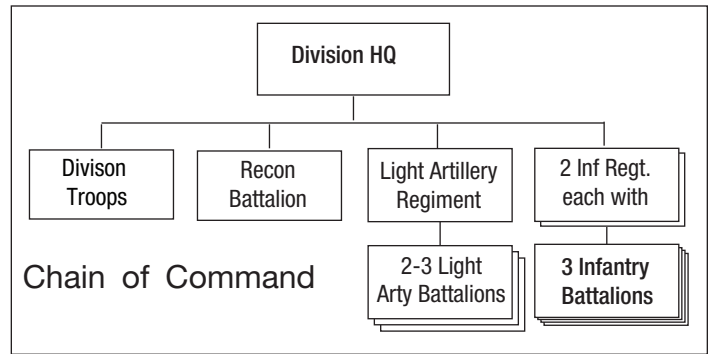 Division HQ
Divison
Troops
Recon
Battalion
Light Artillery
Regiment
2 Inf Regt.
each with
Chain of Command
2-3 Light
Arty Battalions
3 Infantry
Battalions